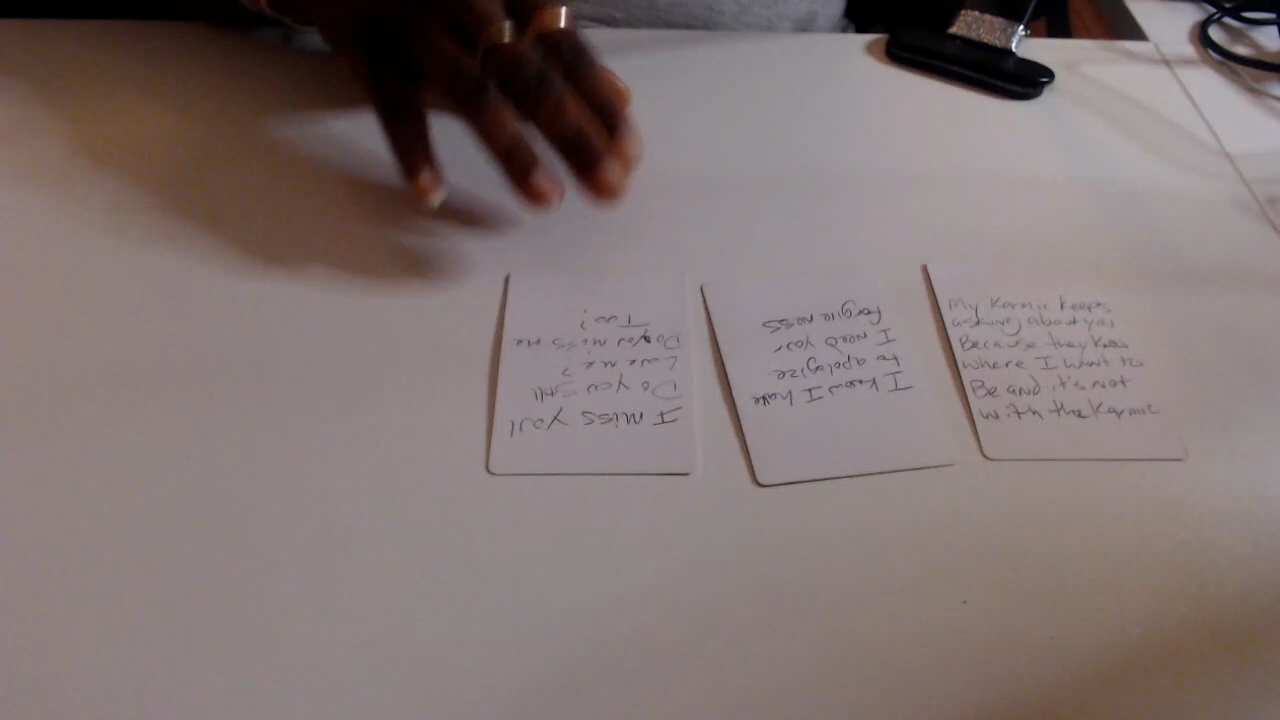 I miss you!
Do you still
Love me?
Do you miss me
Too?
I know I have
to apologize
I need your
forgiveness
My Karmic keeps
asking about you
Because they know
where I want to
Be and it's not
with the Karmic